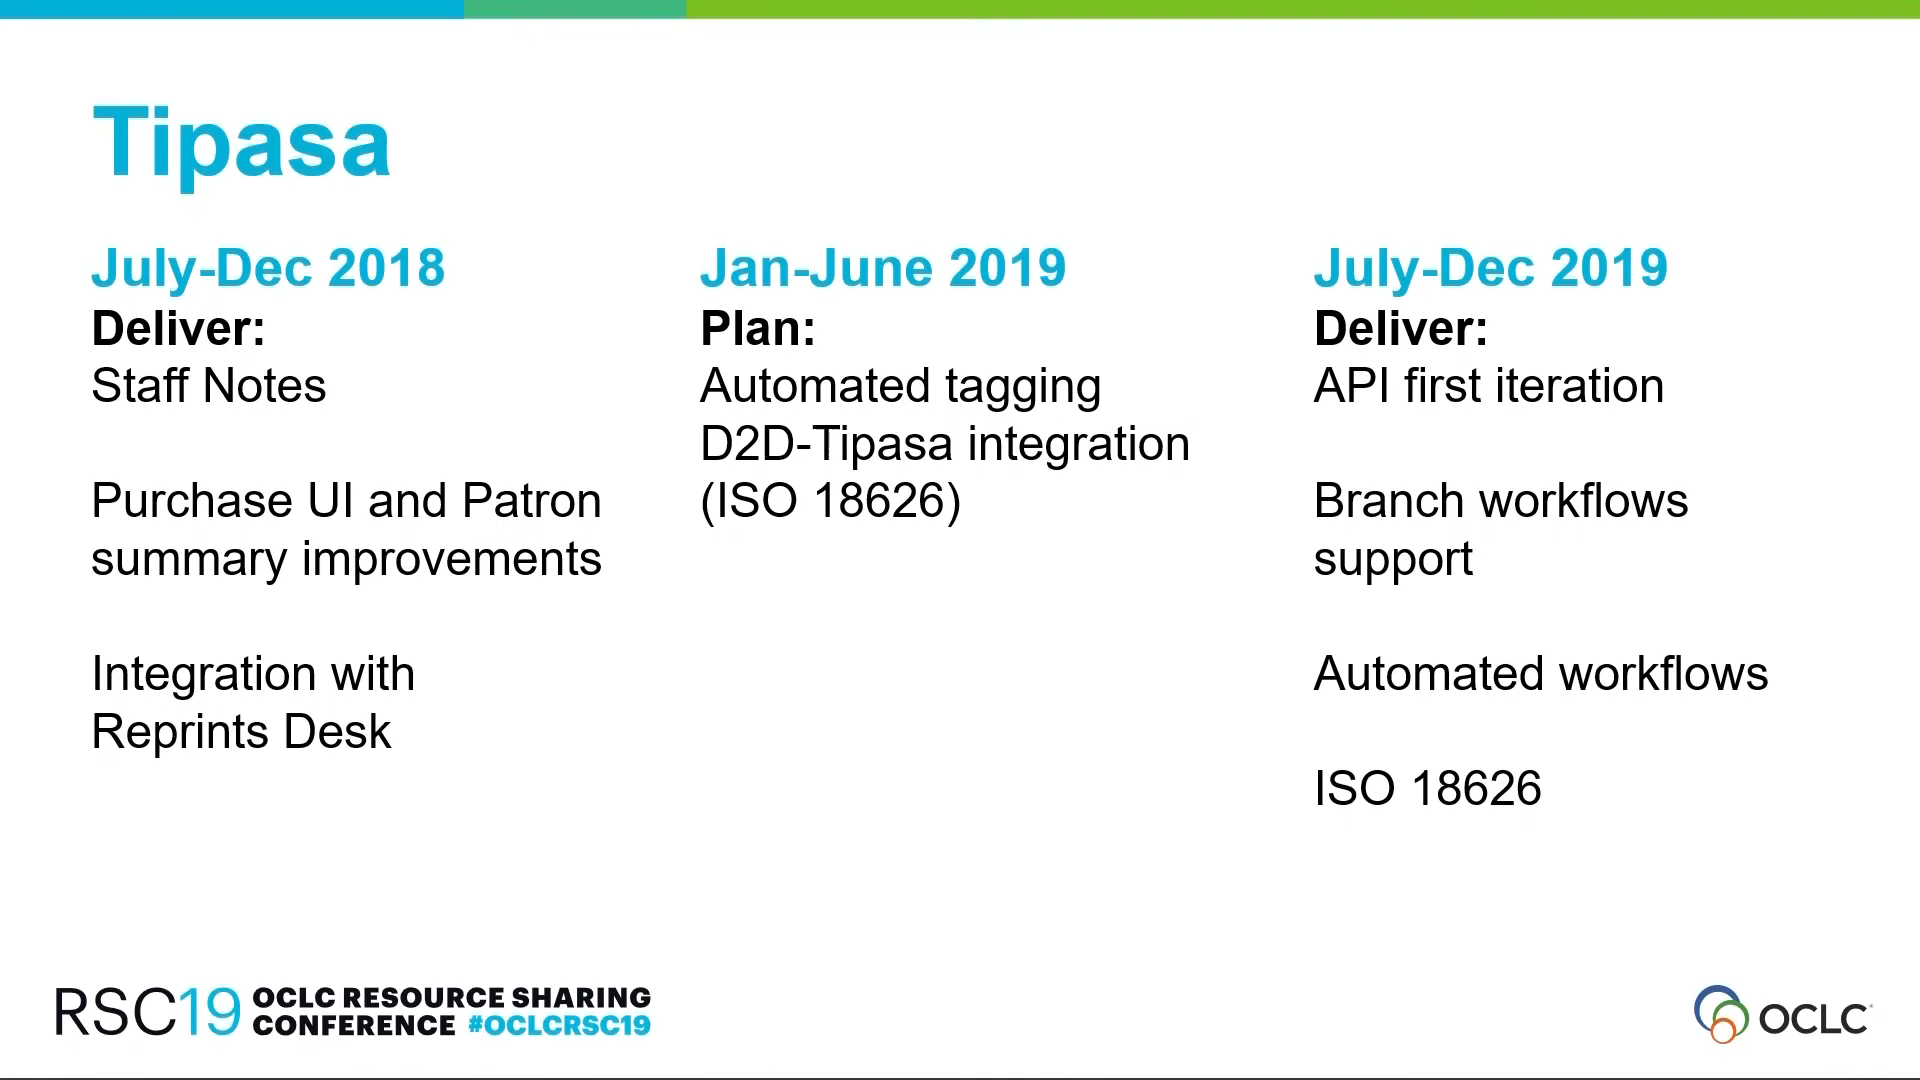 Tipasa
July-Dec 2018
Deliver:
Staff Notes
Purchase UI and Patron
summary improvements
Integration with
Reprints Desk
Jan-June 2019
Plan:
Automated tagging
D2D-Tipasa integration
(ISO 18626)
July-Dec 2019
Deliver:
API first iteration
Branch workflows
support
Automated workflows
ISO 18626
RSC19 OCLC RESOURCE SHARING
CONFERENCE #OCLCRSC19
OCLC